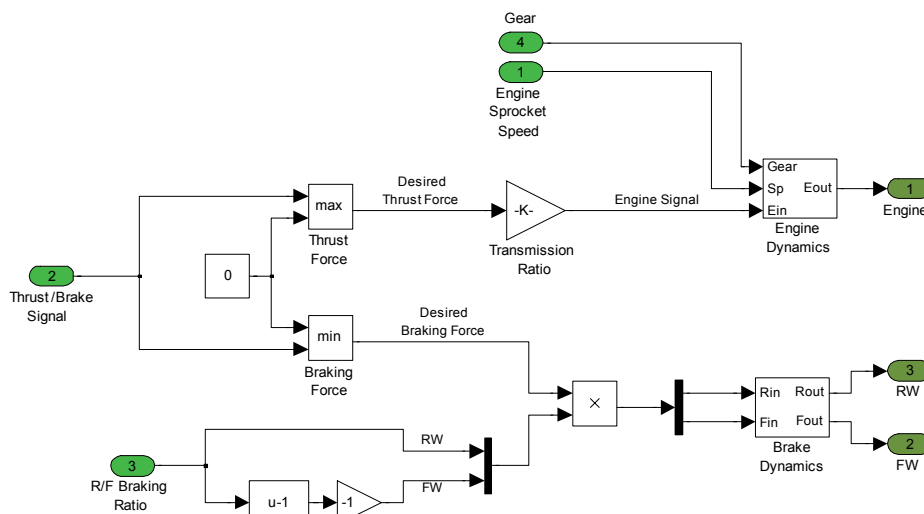 Gear
4
1
Engine
Sprocket
Speed
Gear
Sp
Ein
Eout
Engine
Dynamics
1
Engine
Desired
Thrust Force
max
Thrust
Force
-K-
Transmission
Ratio
Engine Signal
2
Thrust/Brake
Signal
0
Desired
Braking Force
min
Braking
Force
×
Rin
Fin
Rout
Fout
Brake
Dynamics
3
RW
2
FW
RW
FW
3
R/F Braking
Ratio
u-1
-1